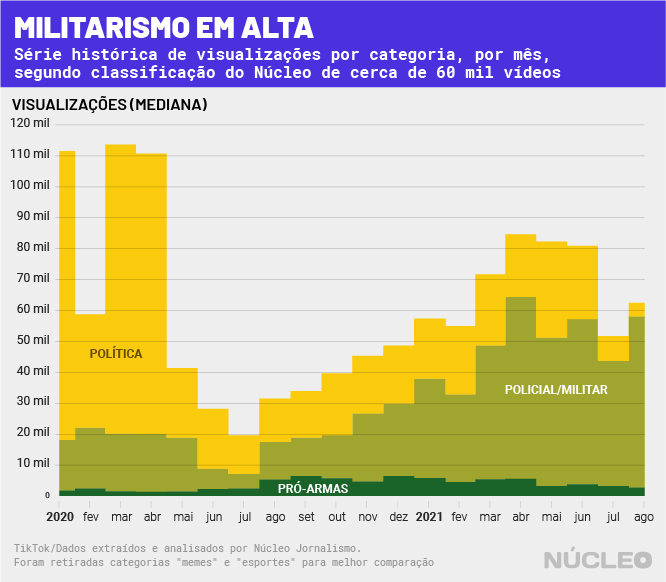 MILITARISMO EM ALTA
Série histórica de visualizações por categoria, por mês,
segundo classificação do Núcleo de cerca de 60 mil vídeos
VISUALIZAÇÕES (MEDIANA)
120 mil
110 mil
100 mil
90 mil
80 mil
70 mil
60 mil
50 mil
40 mil
30 mil
20 mil
10 mil
0
POLÍTICA
POLICIAL/MILITAR
PRÓ-ARMAS
2020 fev mar abr mai jun jul ago set out nov dez 2021 fev mar abr mai jun jul ago
TikTok/Dados extraídos e analisados por Núcleo Jornalismo.
Foram retiradas categorias "memes" e "esportes" para melhor comparação
NÚCLEO